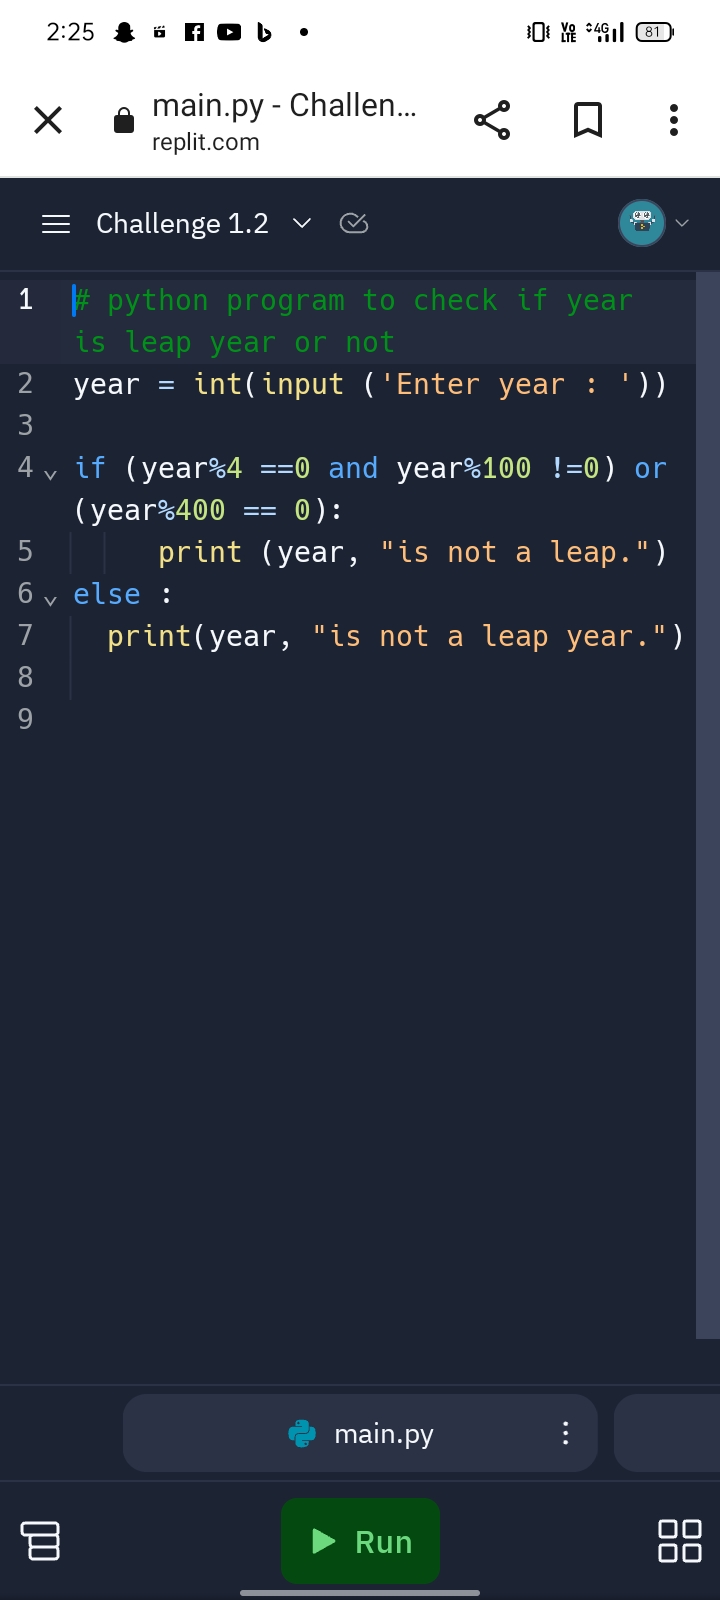 2:25
Vo LTE 4G 81
main.py - Challen...
replit.com
Challenge 1.2
1 # python program to check if year
is leap year or not
2 year = int(input ('Enter year : '))
3
4 if (year%4 ==0 and year%100 !=0) or
(year%400 == 0):
5 print (year, "is not a leap.")
6 else :
7 print(year, "is not a leap year.")
8
9
main.py
Run